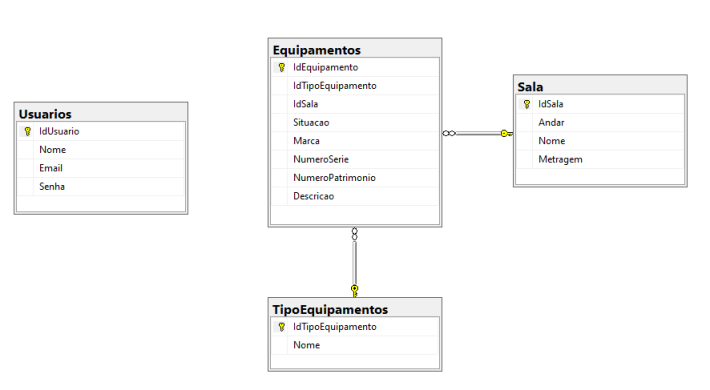 Usuarios
IdUsuario
Nome
Email
Senha
Equipamentos
IdEquipamento
IdTipoEquipamento
IdSala
Situacao
Marca
NumeroSerie
NumeroPatrimonio
Descricao
Sala
IdSala
Andar
Nome
Metragem
TipoEquipamentos
IdTipoEquipamento
Nome